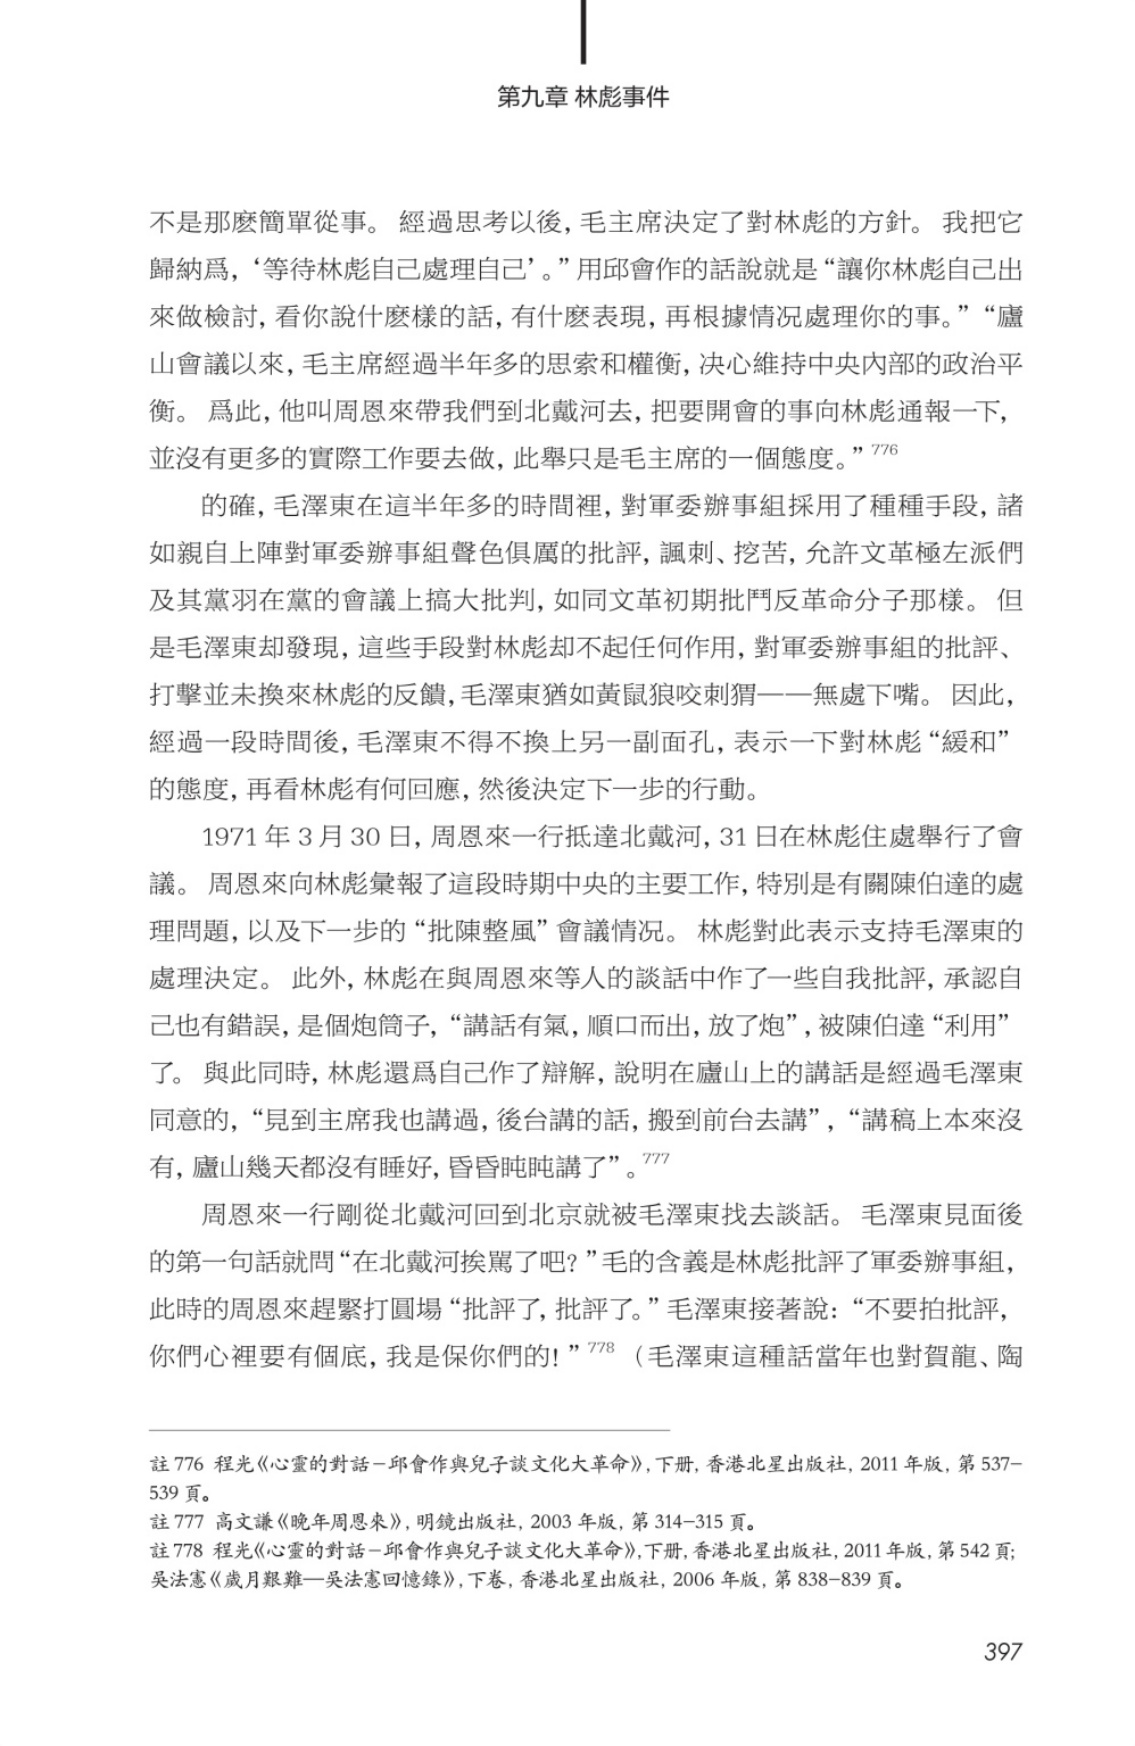 第九章 林彪事件
不是那麽簡單從事。 經過思考以後, 毛主席決定了對林彪的方針。 我把它
歸納爲, ‘等待林彪自己處理自己’。” 用邱會作的話說就是 “讓你林彪自己出
來做檢討, 看你說什麽樣的話, 有什麽表現, 再根據情況處理你的事。” “廬
山會議以來, 毛主席經過半年多的思索和權衡, 決心維持中央內部的政治平
衡。 爲此, 他叫周恩來帶我們到北戴河去, 把要開會的事向林彪通報一下,
並沒有更多的實際工作要去做, 此舉只是毛主席的一個態度。” 776
的確, 毛澤東在這半年多的時間裡, 對軍委辦事組採用了種種手段, 諸
如親自上陣對軍委辦事組聲色俱厲的批評, 諷刺、挖苦, 允許文革極左派們
及其黨羽在黨的會議上搞大批判, 如同文革初期批鬥反革命分子那樣。 但
是毛澤東却發現, 這些手段對林彪却不起任何作用, 對軍委辦事組的批評、
打擊並未換來林彪的反饋, 毛澤東猶如黃鼠狼咬刺猬——無處下嘴。 因此,
經過一段時間後, 毛澤東不得不換上另一副面孔, 表示一下對林彪 “緩和”
的態度, 再看林彪有何回應, 然後決定下一步的行動。
1971 年 3 月 30 日, 周恩來一行抵達北戴河, 31 日在林彪住處舉行了會
議。 周恩來向林彪彙報了這段時期中央的主要工作, 特別是有關陳伯達的處
理問題, 以及下一步的 “批陳整風” 會議情況。 林彪對此表示支持毛澤東的
處理決定。 此外, 林彪在與周恩來等人的談話中作了一些自我批評, 承認自
己也有錯誤, 是個炮筒子, “講話有氣, 順口而出, 放了炮”, 被陳伯達 “利用”
了。 與此同時, 林彪還爲自己作了辯解, 說明在廬山上的講話是經過毛澤東
同意的, “見到主席我也講過, 後台講的話, 搬到前台去講”, “講稿上本來沒
有, 廬山幾天都沒有睡好, 昏昏盹盹講了”。777
周恩來一行剛從北戴河回到北京就被毛澤東找去談話。 毛澤東見面後
的第一句話就問 “在北戴河挨駡了吧? ” 毛的含義是林彪批評了軍委辦事組,
此時的周恩來趕緊打圓場 “批評了, 批評了。” 毛澤東接著說: “不要拍批評,
你們心裡要有個底, 我是保你們的! ” 778 （毛澤東這種話當年也對賀龍、陶
註 776 程光《心靈的對話－邱會作與兒子談文化大革命》, 下册, 香港北星出版社, 2011 年版, 第 537–
539 頁。
註 777 高文謙《晚年周恩來》, 明鏡出版社, 2003 年版, 第 314–315 頁。
註 778 程光《心靈的對話－邱會作與兒子談文化大革命》, 下册, 香港北星出版社, 2011 年版, 第 542 頁;
吳法憲《歲月艱難—吳法憲回憶錄》, 下卷, 香港北星出版社, 2006 年版, 第 838–839 頁。
397